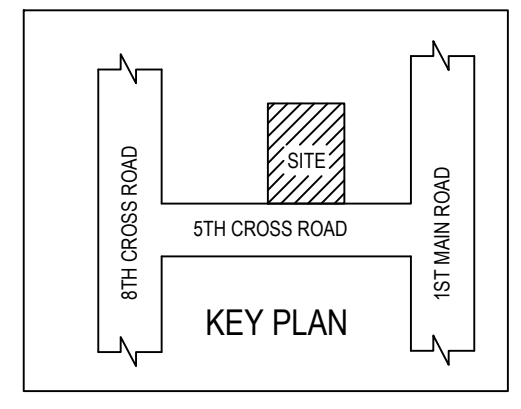 SITE
8TH CROSS ROAD
5TH CROSS ROAD
1ST MAIN ROAD
KEY PLAN